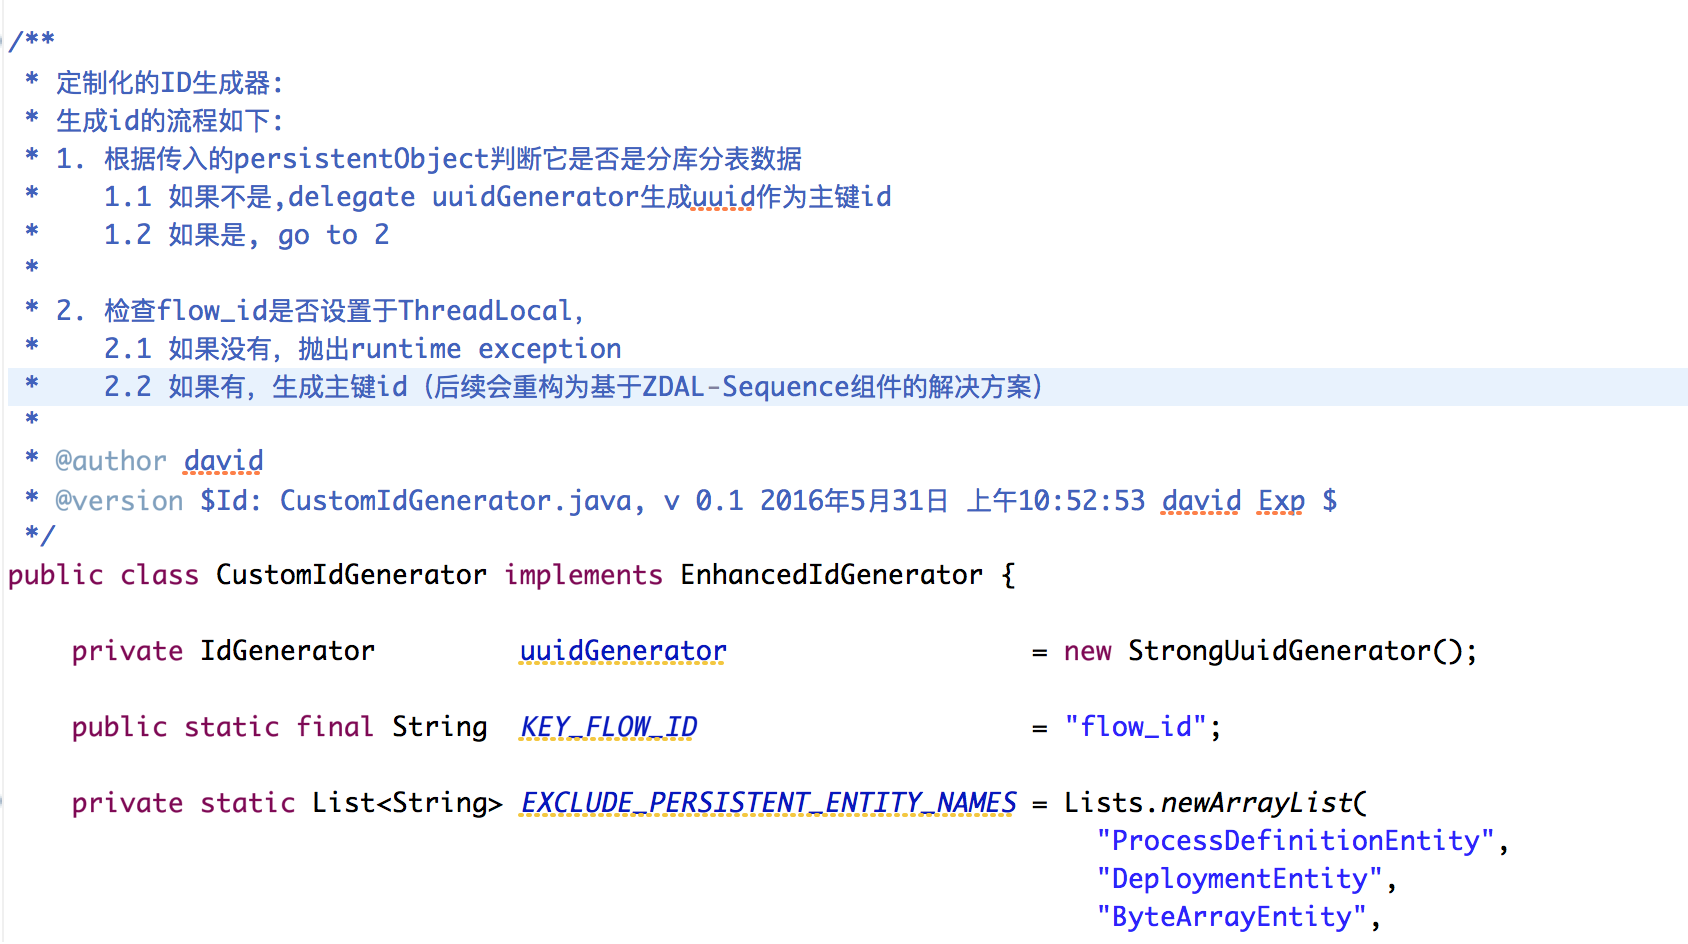 /**
 * 定制化的ID生成器:
 * 生成id的流程如下:
 * 1. 根据传入的persistentObject判断它是否是分库分表数据
 *    1.1 如果不是,delegate uuidGenerator生成uuid作为主键id
 *    1.2 如果是, go to 2
 *
 * 2. 检查flow_id是否设置于ThreadLocal,
 *    2.1 如果没有, 抛出runtime exception
 *    2.2 如果有, 生成主键id（后续会重构为基于ZDAL-Sequence组件的解决方案）
 *
 * @author david
 * @version $Id: CustomIdGenerator.java, v 0.1 2016年5月31日 上午10:52:53 david Exp $
 */
public class CustomIdGenerator implements EnhancedIdGenerator {
    private IdGenerator         uuidGenerator                   = new StrongUuidGenerator();
    public static final String  KEY_FLOW_ID                     = "flow_id";
    private static List<String> EXCLUDE_PERSISTENT_ENTITY_NAMES = Lists.newArrayList(
                                                                    "ProcessDefinitionEntity",
                                                                    "DeploymentEntity",
                                                                    "ByteArrayEntity",